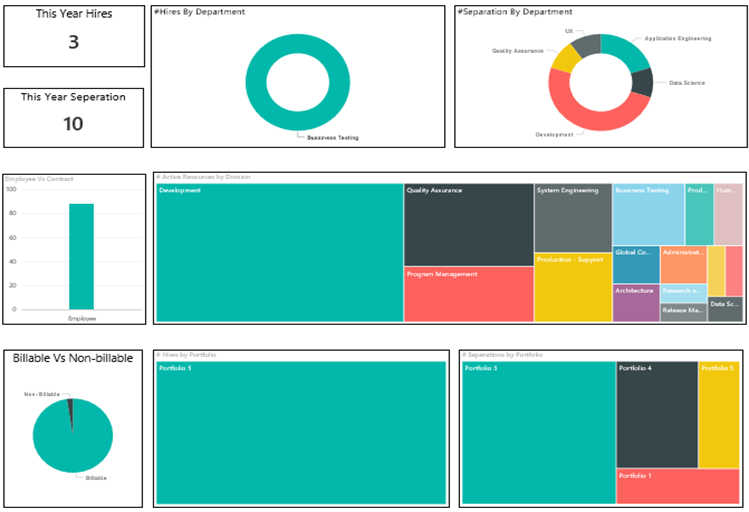 This Year Hires
3
This Year Seperation
10
#Hires By Department
Bussiness Testing
#Separation By Department
UX
Application Engineering
Quality Assurance
Data Science
Development
Employee Vs Contract
100
80
60
40
20
0
Employee
# Active Resources by Division
Development
Quality Assurance
Program Management
System Engineering
Production - Support
Bussiness Testing
Prod...
Hum...
Global Co...
Administrat...
Architecture
Research a...
Release Ma...
Data Sc...
Billable Vs Non-billable
Non-Billable
Billable
# Hires by Portfolio
Portfolio 5
# Seperations by Portfolio
Portfolio 3
Portfolio 4
Portfolio 5
Portfolio 1